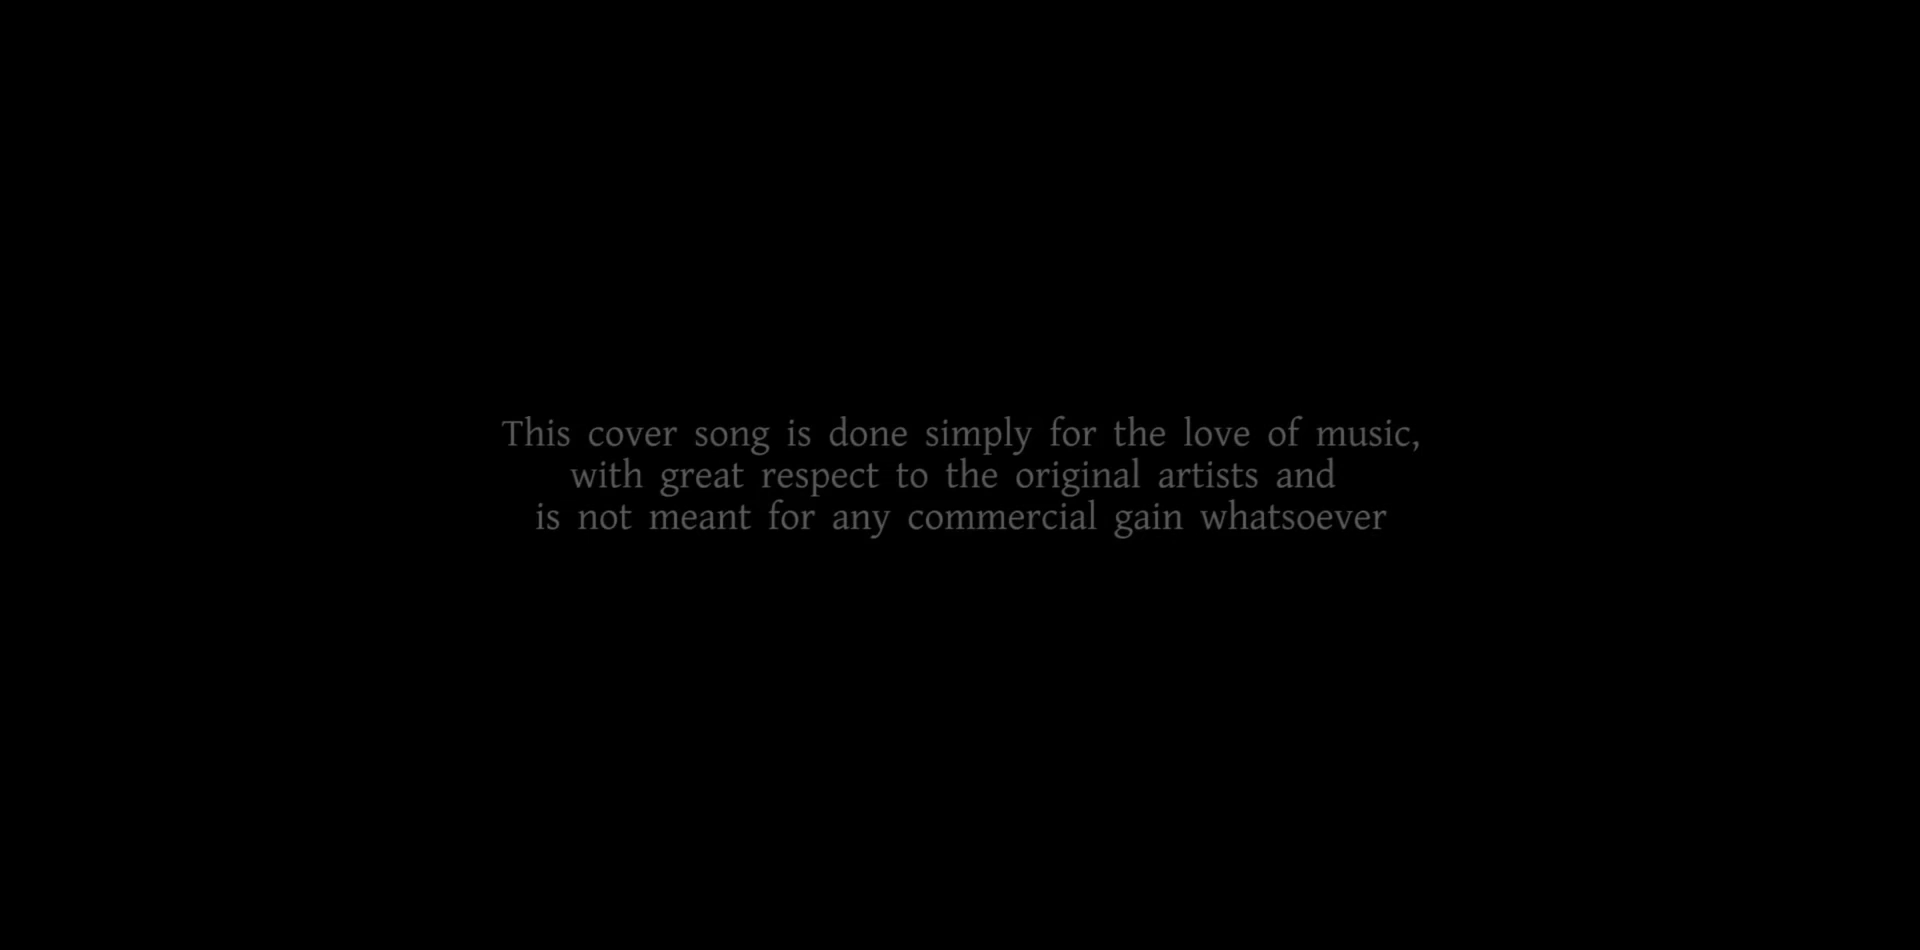 This cover song is done simply for the love of music,
with great respect to the original artists and
is not meant for any commercial gain whatsoever